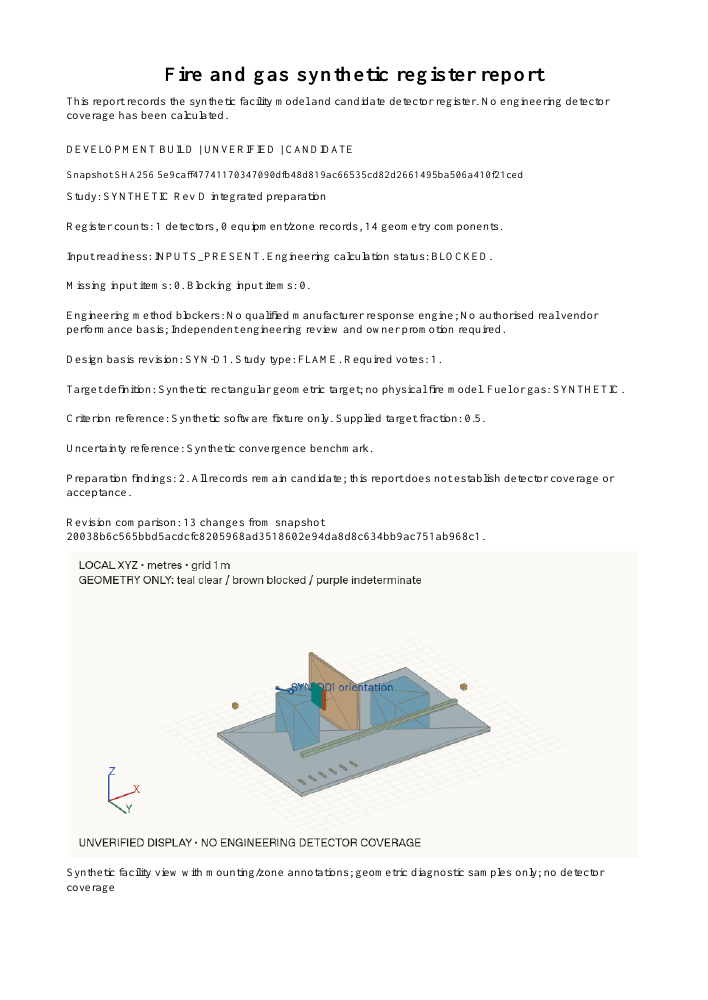 Fire and gas synthetic register report
This report records the synthetic facility model and candidate detector register. No engineering detector
coverage has been calculated.
DEVELOPMENT BUILD | UNVERIFIED | CANDIDATE
Snapshot SHA256 5e9caff47741170347090dfb48d819ac66535cd82d2661495ba506a410f21ced
Study: SYNTHETIC Rev D integrated preparation
Register counts: 1 detectors, 0 equipment/zone records, 14 geometry components.
Input readiness: INPUTS_PRESENT. Engineering calculation status: BLOCKED.
Missing input items: 0. Blocking input items: 0.
Engineering method blockers: No qualified manufacturer response engine; No authorised real vendor
performance basis; Independent engineering review and owner promotion required.
Design basis revision: SYN-D1. Study type: FLAME. Required votes: 1.
Target definition: Synthetic rectangular geometric target; no physical fire model. Fuel or gas: SYNTHETIC.
Criterion reference: Synthetic software fixture only. Supplied target fraction: 0.5.
Uncertainty reference: Synthetic convergence benchmark.
Preparation findings: 2. All records remain candidate; this report does not establish detector coverage or
acceptance.
Revision comparison: 13 changes from snapshot
20038b6c565bbd5acdcfc8205968ad3518602e94da8d8c634bb9ac751ab968c1.
LOCAL XYZ • metres • grid 1 m
GEOMETRY ONLY: teal clear / brown blocked / purple indeterminate
SYN-D01 orientation
Z
X
Y
UNVERIFIED DISPLAY • NO ENGINEERING DETECTOR COVERAGE
Synthetic facility view with mounting/zone annotations; geometric diagnostic samples only; no detector
coverage